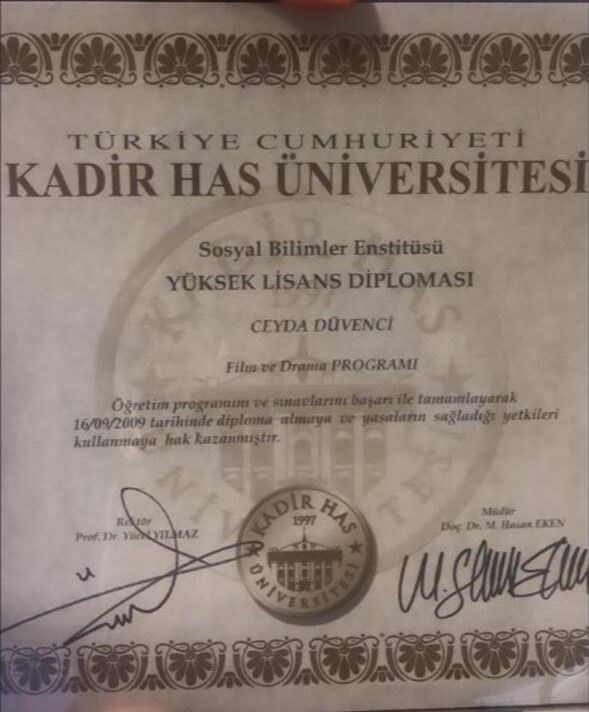 TÜRKİYE CUMHURİYETİ
KADİR HAS ÜNİVERSİTESİ
Sosyal Bilimler Enstitüsü
YÜKSEK LİSANS DİPLOMASI
CEYDA DÜVENCİ
Film ve Drama PROGRAMI
Öğretim programını ve sınavlarını başarı ile tamamlayarak
16/09/2009 tarihinde diploma almaya ve yasaların sağladığı yetkileri
kullanmaya hak kazanmıştır.
Rektör
Prof. Dr. Yücel YILMAZ
Müdür
Doç. Dr. M. Hasan EKEN
KADİR HAS
1997
ÜNİVERSİTESİ